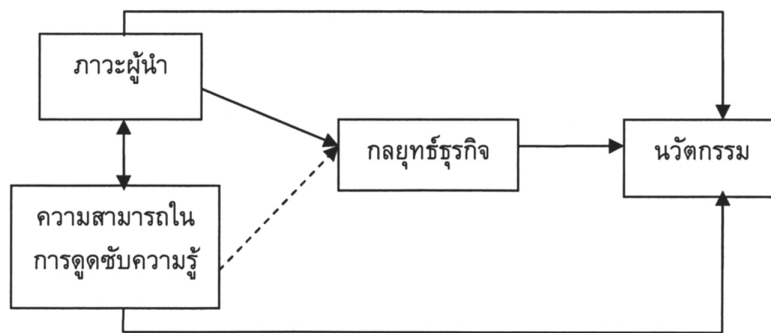 ภาวะผู้นำ
กลยุทธ์ธุรกิจ
นวัตกรรม
ความสามารถใน
การดูดซับความรู้